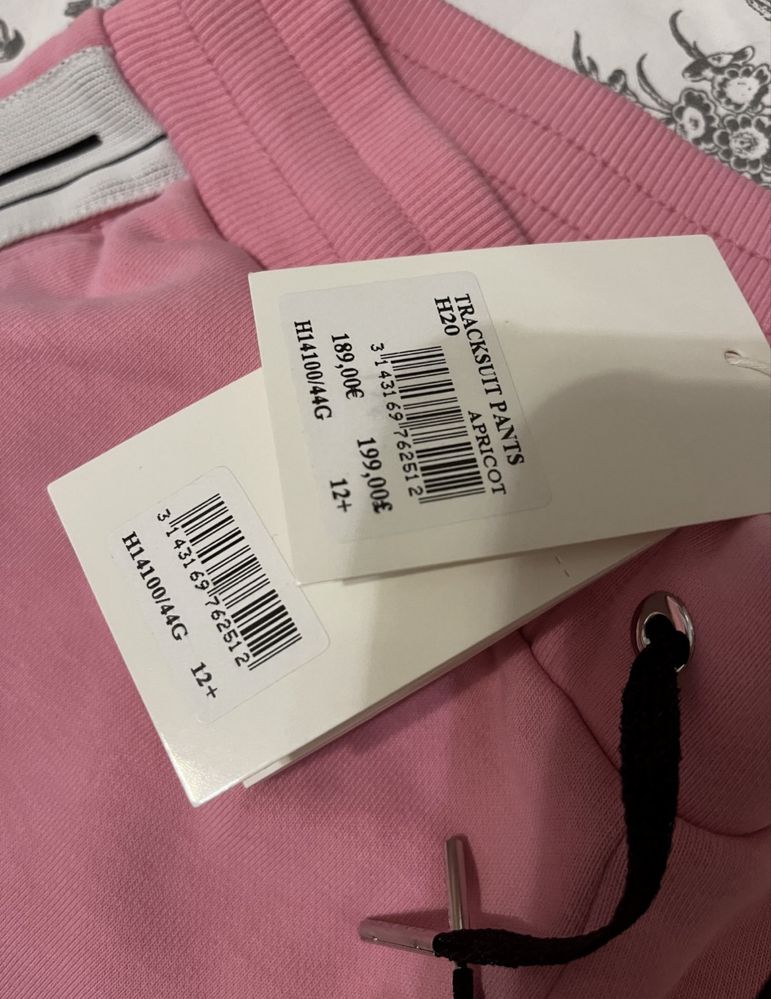 TRACKSUIT PANTS
H20 APRICOT
3 143169 762512
189,00€ 199,00£
H14100/44G 12+
3 143169 762512
H14100/44G 12+